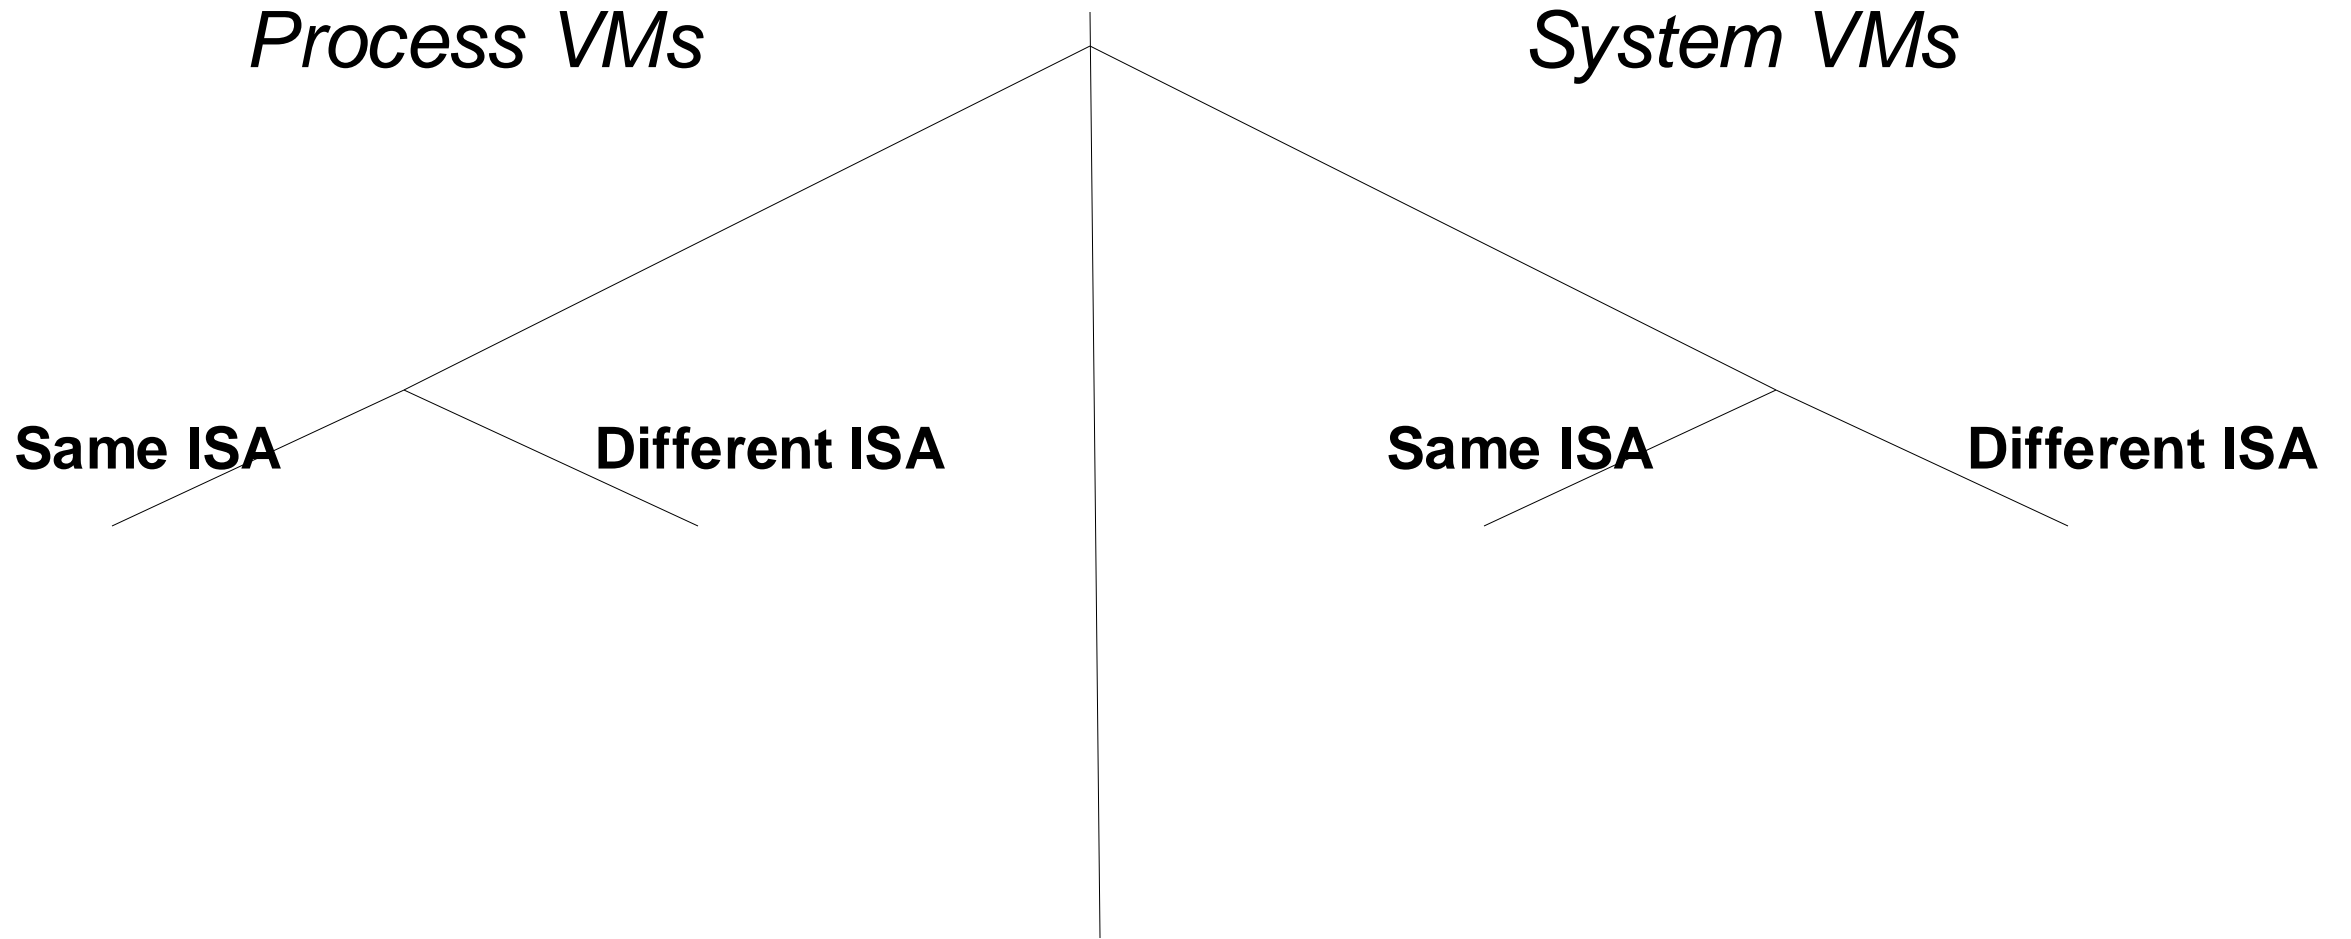 Process VMs
System VMs
Same ISA
Different ISA
Same ISA
Different ISA